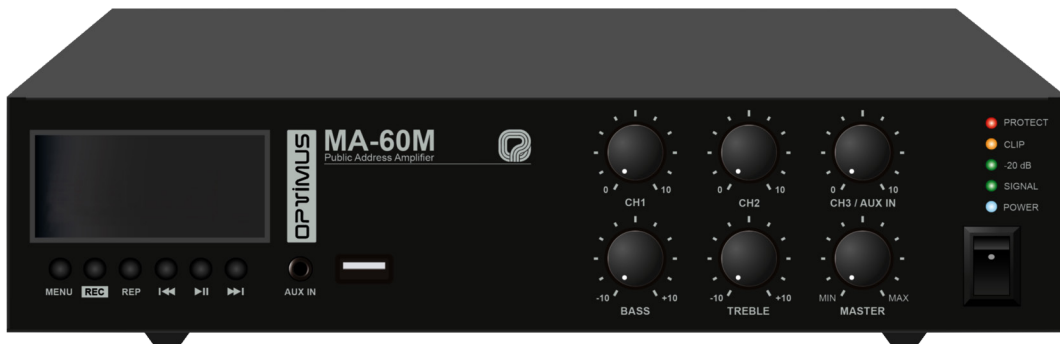 OPTIMUS
MA-60M
Public Address Amplifier
MENU REC REP
AUX IN
0 10
CH1
0 10
CH2
0 10
CH3 / AUX IN
-10 +10
BASS
-10 +10
TREBLE
MIN MAX
MASTER
PROTECT
CLIP
-20 dB
SIGNAL
POWER